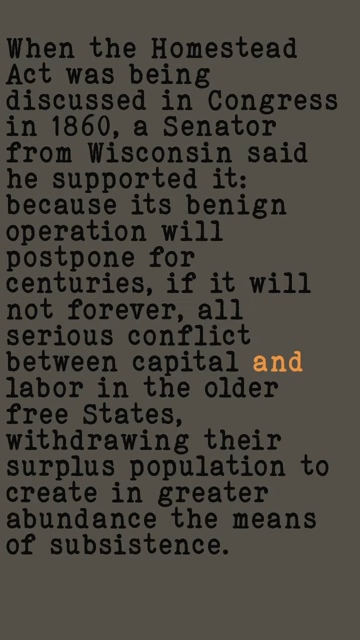 When the Homestead
Act was being
discussed in Congress
in 1860, a Senator
from Wisconsin said
he supported it:
because its benign
operation will
postpone for
centuries, if it will
not forever, all
serious conflict
between capital and
labor in the older
free States,
withdrawing their
surplus population to
create in greater
abundance the means
of subsistence.